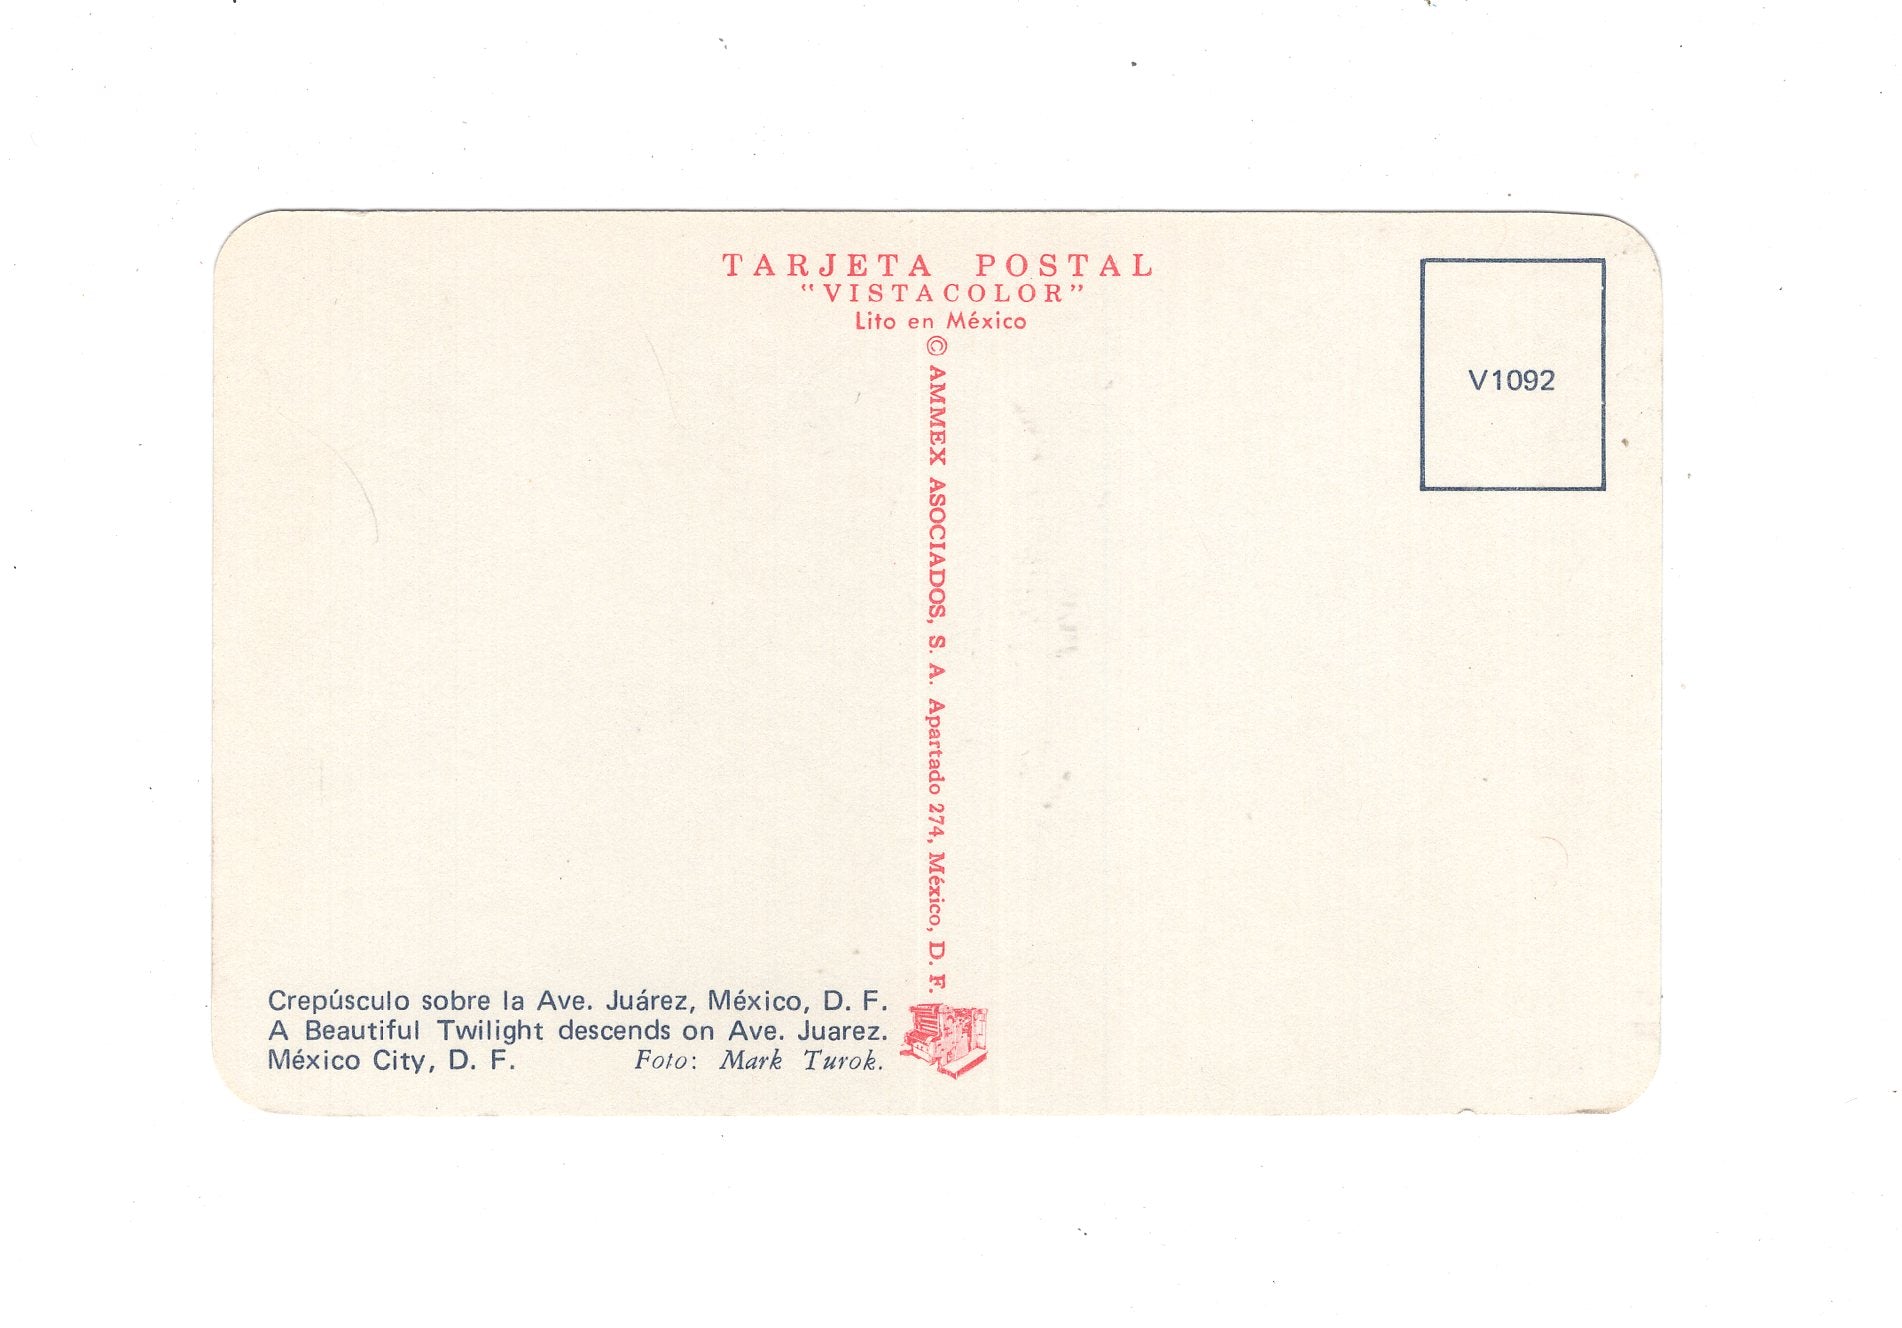 TARJETA POSTAL
“VISTACOLOR”
Lito en México
© AMMEX ASOCIADOS, S. A. Apartado 274, México, D. F.
V1092
Crepúsculo sobre la Ave. Juárez, México, D. F.
A Beautiful Twilight descends on Ave. Juarez.
México City, D. F. Foto: Mark Turok.